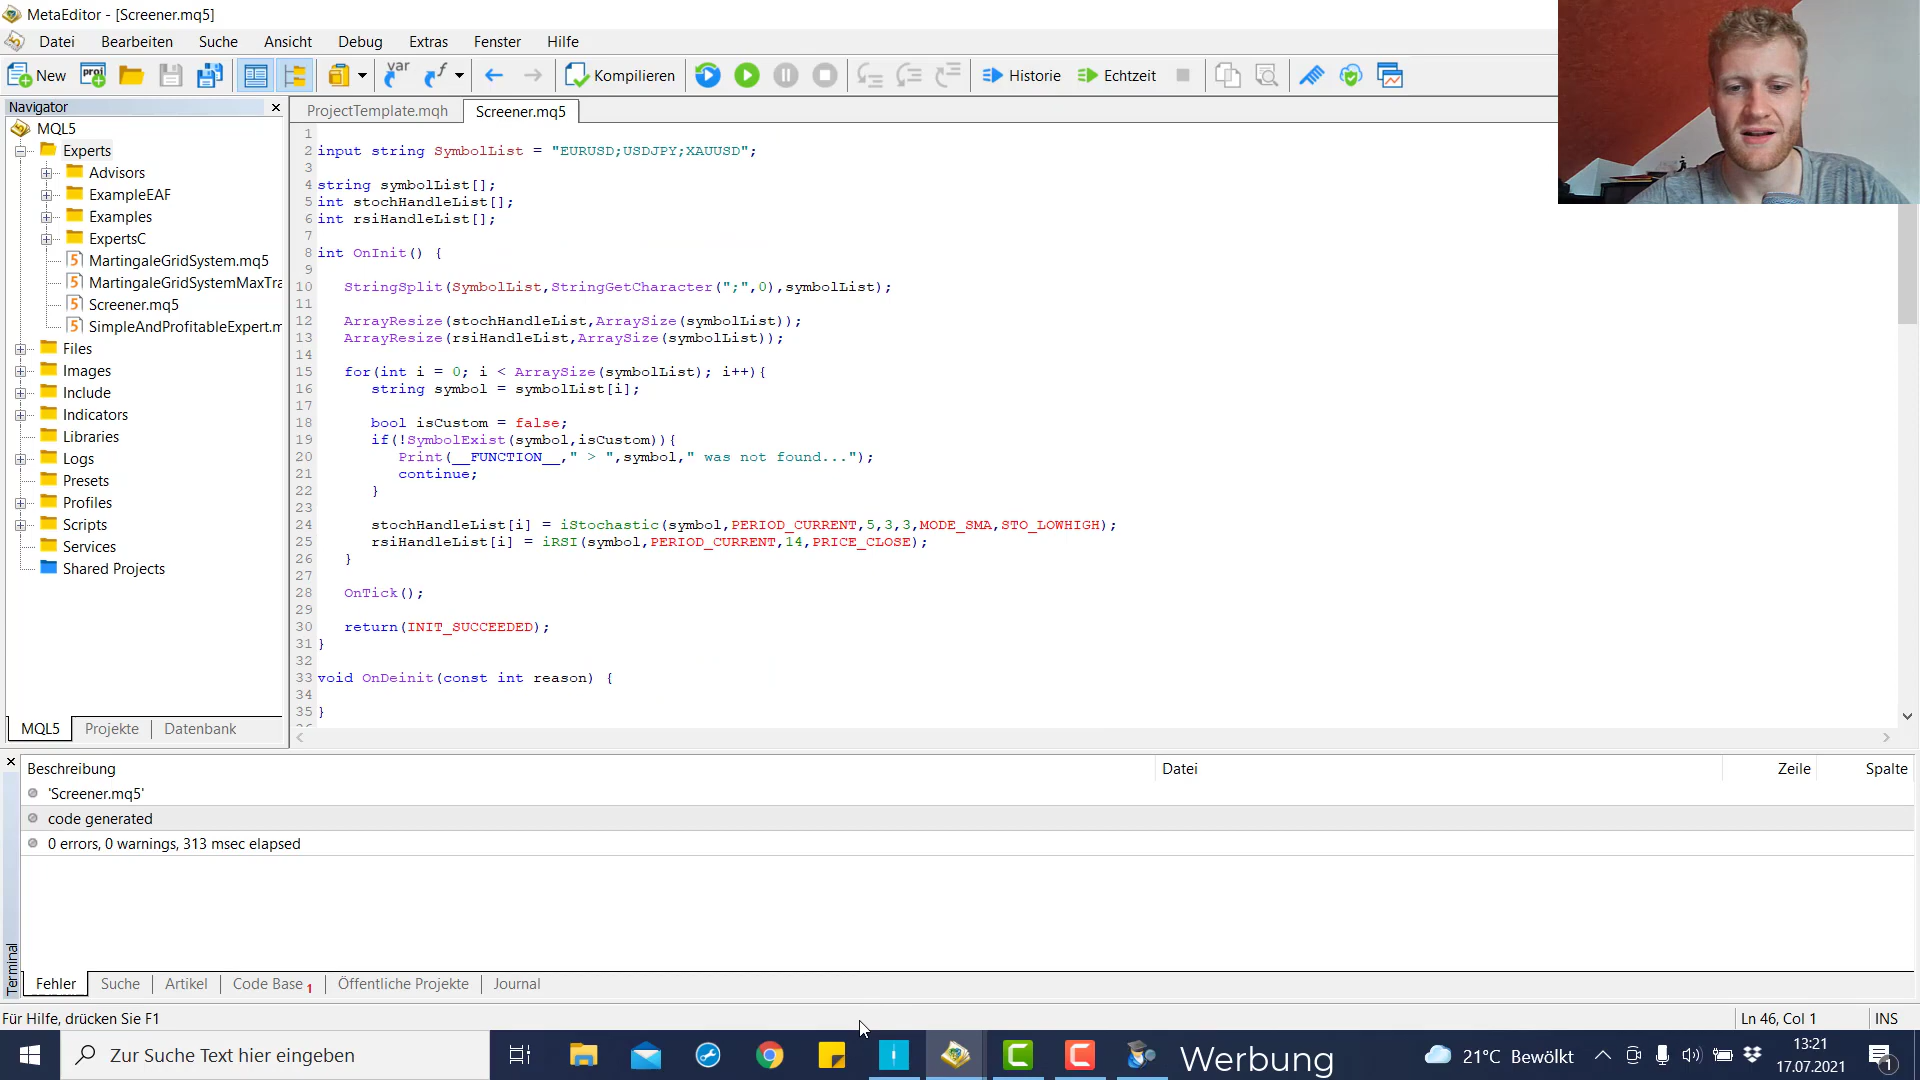 MetaEditor - [Screener.mq5]
Datei Bearbeiten Suche Ansicht Debug Extras Fenster Hilfe
New proj var f Kompilieren Historie Echtzeit
Navigator
MQL5
Experts
Advisors
ExampleEAF
Examples
ExpertsC
MartingaleGridSystem.mq5
MartingaleGridSystemMaxTra
Screener.mq5
SimpleAndProfitableExpert.m
Files
Images
Include
Indicators
Libraries
Logs
Presets
Profiles
Scripts
Services
Shared Projects
MQL5 Projekte Datenbank
ProjectTemplate.mqh Screener.mq5
1
2 input string SymbolList = "EURUSD;USDJPY;XAUUSD";
3
4 string symbolList[];
5 int stochHandleList[];
6 int rsiHandleList[];
7
8 int OnInit() {
9
10 StringSplit(SymbolList,StringGetCharacter(";",0),symbolList);
11
12 ArrayResize(stochHandleList,ArraySize(symbolList));
13 ArrayResize(rsiHandleList,ArraySize(symbolList));
14
15 for(int i = 0; i < ArraySize(symbolList); i++){
16 string symbol = symbolList[i];
17
18 bool isCustom = false;
19 if(!SymbolExist(symbol,isCustom)){
20 Print(__FUNCTION__," > ",symbol," was not found...");
21 continue;
22 }
23
24 stochHandleList[i] = iStochastic(symbol,PERIOD_CURRENT,5,3,3,MODE_SMA,STO_LOWHIGH);
25 rsiHandleList[i] = iRSI(symbol,PERIOD_CURRENT,14,PRICE_CLOSE);
26 }
27
28 OnTick();
29
30 return(INIT_SUCCEEDED);
31 }
32
33 void OnDeinit(const int reason) {
34
35 }
Beschreibung Datei Zeile Spalte
'Screener.mq5'
code generated
0 errors, 0 warnings, 313 msec elapsed
Terminal
Fehler Suche Artikel Code Base 1 Öffentliche Projekte Journal
Für Hilfe, drücken Sie F1 Ln 46, Col 1 INS
Zur Suche Text hier eingeben
Werbung
21°C Bewölkt
13:21
17.07.2021
1